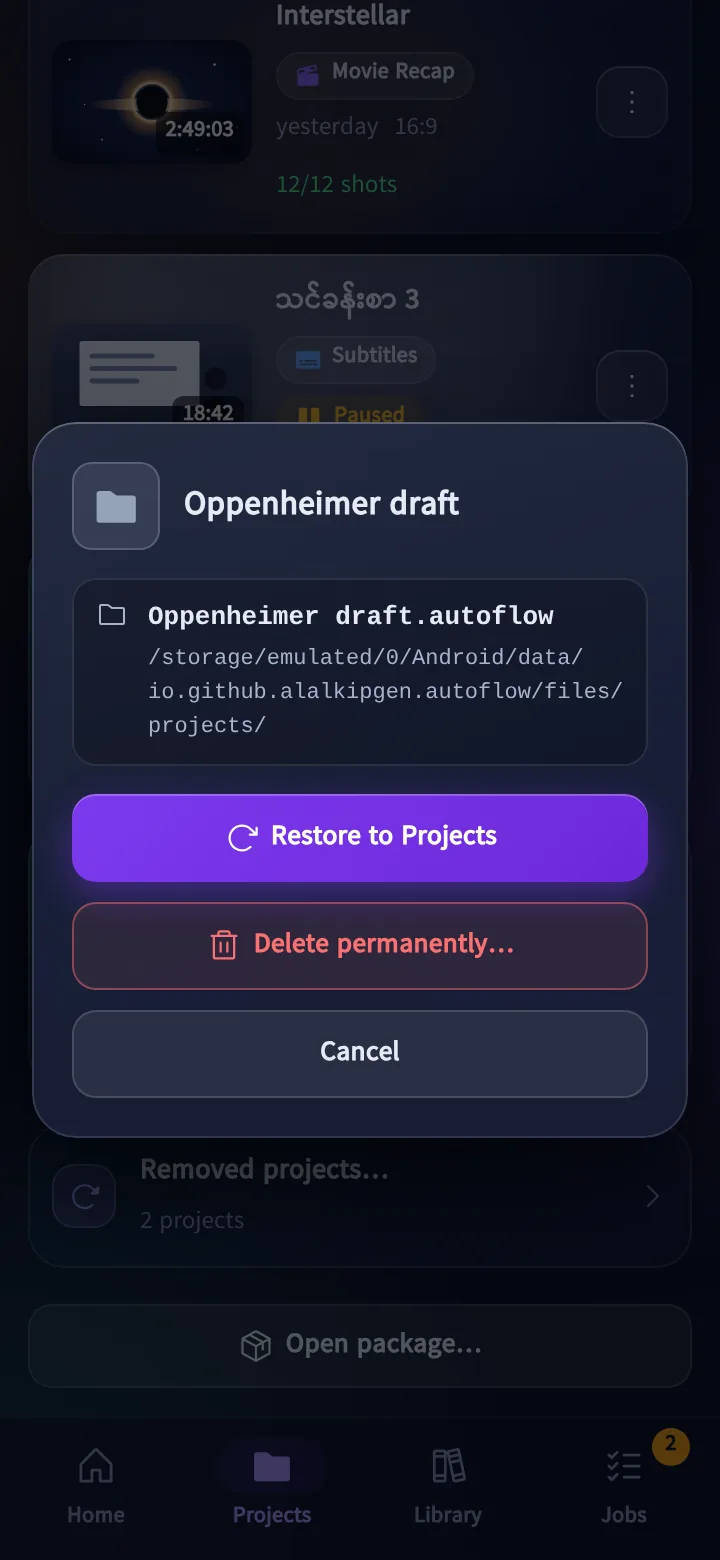 Interstellar
Movie Recap
2:49:03
yesterday 16:9
12/12 shots
သင်ခန်းစာ 3
Subtitles
18:42
Paused
Oppenheimer draft
Oppenheimer draft.autoflow
/storage/emulated/0/Android/data/
io.github.alalkipgen.autoflow/files/
projects/
Restore to Projects
Delete permanently...
Cancel
Removed projects...
2 projects
Open package...
2
Home
Projects
Library
Jobs